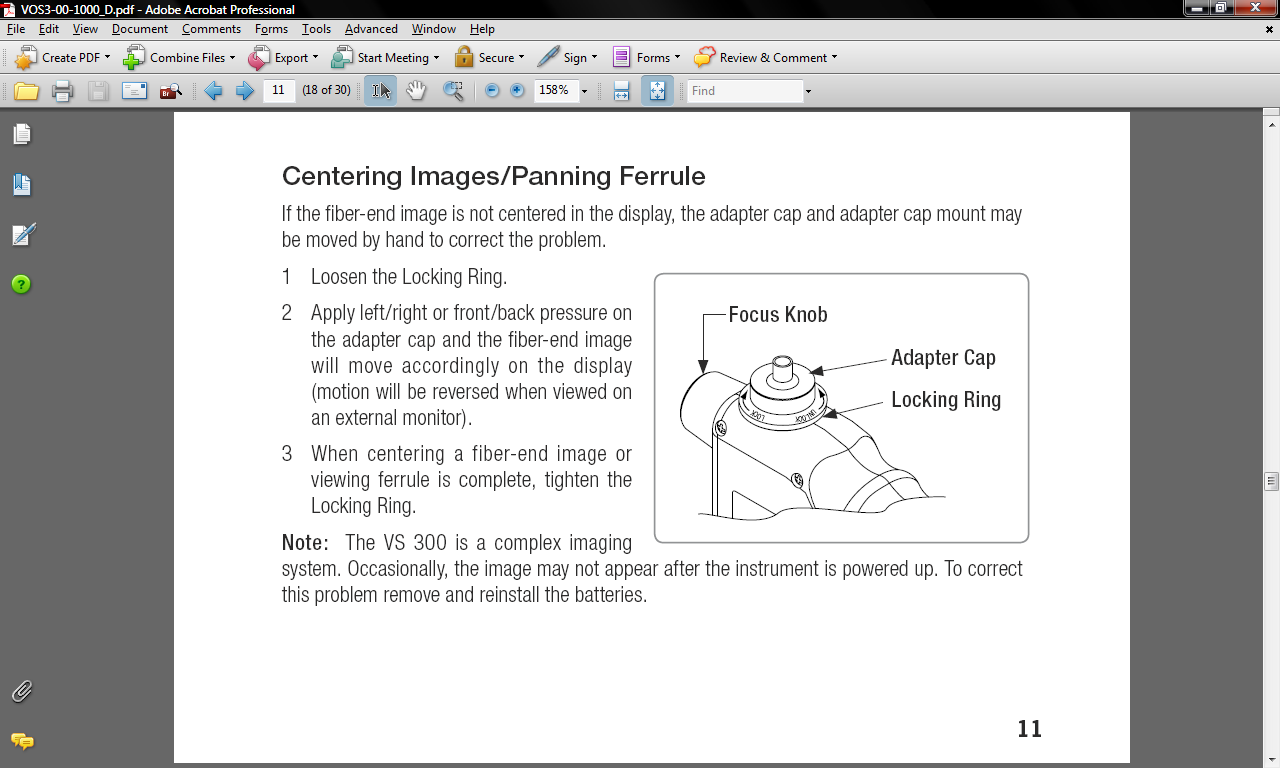 VOS3-00-1000_D.pdf - Adobe Acrobat Professional
File Edit View Document Comments Forms Tools Advanced Window Help
Create PDF Combine Files Export Start Meeting Secure Sign Forms Review & Comment
11 (18 of 30) 158% Find
Centering Images/Panning Ferrule
If the fiber-end image is not centered in the display, the adapter cap and adapter cap mount may
be moved by hand to correct the problem.
1 Loosen the Locking Ring.
2 Apply left/right or front/back pressure on
the adapter cap and the fiber-end image
will move accordingly on the display
(motion will be reversed when viewed on
an external monitor).
3 When centering a fiber-end image or
viewing ferrule is complete, tighten the
Locking Ring.
Focus Knob
Adapter Cap
Locking Ring
LOCK UNLOCK
Note: The VS 300 is a complex imaging
system. Occasionally, the image may not appear after the instrument is powered up. To correct
this problem remove and reinstall the batteries.
11